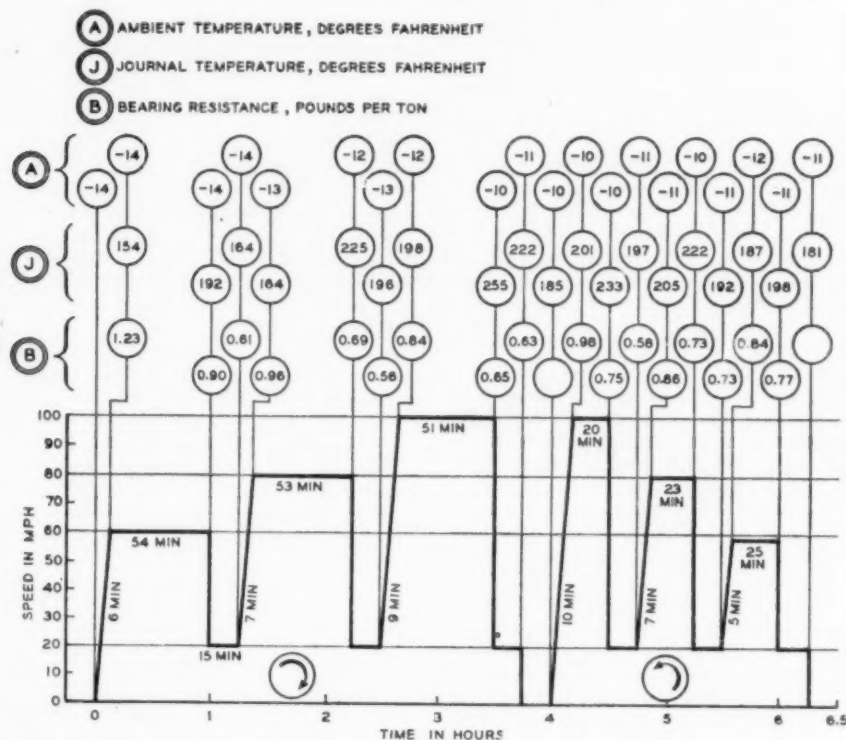 A AMBIENT TEMPERATURE, DEGREES FAHRENHEIT
J JOURNAL TEMPERATURE, DEGREES FAHRENHEIT
B BEARING RESISTANCE, POUNDS PER TON
-14 -14 -12 -12 -11 -10 -11 -10 -12 -11
A -14 -14 -13 -13 -10 -10 -10 -11 -11 -11
J 154 164 225 198 222 201 197 222 187 181
192 164 196 255 185 233 205 192 198
B 1.23 0.61 0.69 0.84 0.63 0.98 0.58 0.73 0.84
0.90 0.96 0.56 0.65 0.75 0.86 0.73 0.77
SPEED IN MPH
100
90
80
70
60
50
40
30
20
10
0
6 MIN
54 MIN
15 MIN
7 MIN
53 MIN
9 MIN
51 MIN
10 MIN
20 MIN
7 MIN
23 MIN
5 MIN
25 MIN
0 1 2 3 4 5 6 6.5
TIME IN HOURS